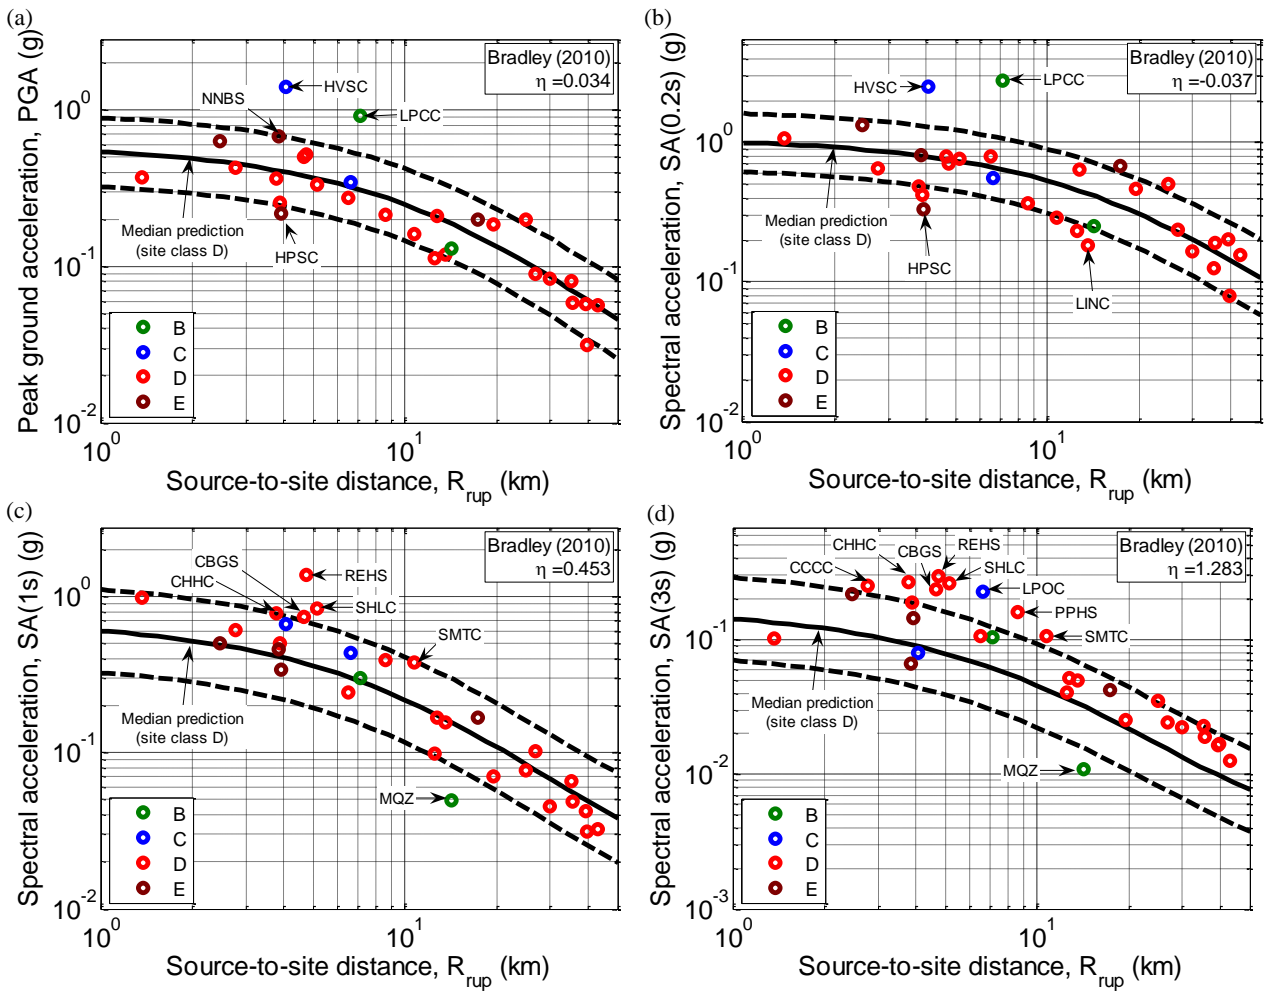 (a)
Peak ground acceleration, PGA (g)
10^0
10^-1
10^-2
Bradley (2010)
η =0.034
HVSC
NNBS
LPCC
Median prediction
(site class D)
HPSC
B
C
D
E
10^0
10^1
Source-to-site distance, R_rup (km)
(b)
Spectral acceleration, SA(0.2s) (g)
10^0
10^-1
10^-2
Bradley (2010)
η =-0.037
HVSC
LPCC
Median prediction
(site class D)
HPSC
LINC
B
C
D
E
10^0
10^1
Source-to-site distance, R_rup (km)
(c)
Spectral acceleration, SA(1s) (g)
10^0
10^-1
10^-2
Bradley (2010)
η =0.453
CBGS
CHHC
REHS
SHLC
SMTC
Median prediction
(site class D)
MQZ
B
C
D
E
10^0
10^1
Source-to-site distance, R_rup (km)
(d)
Spectral acceleration, SA(3s) (g)
10^0
10^-1
10^-2
10^-3
Bradley (2010)
η =1.283
CHHC
CBGS
REHS
CCCC
SHLC
LPOC
PPHS
SMTC
Median prediction
(site class D)
MQZ
B
C
D
E
10^0
10^1
Source-to-site distance, R_rup (km)